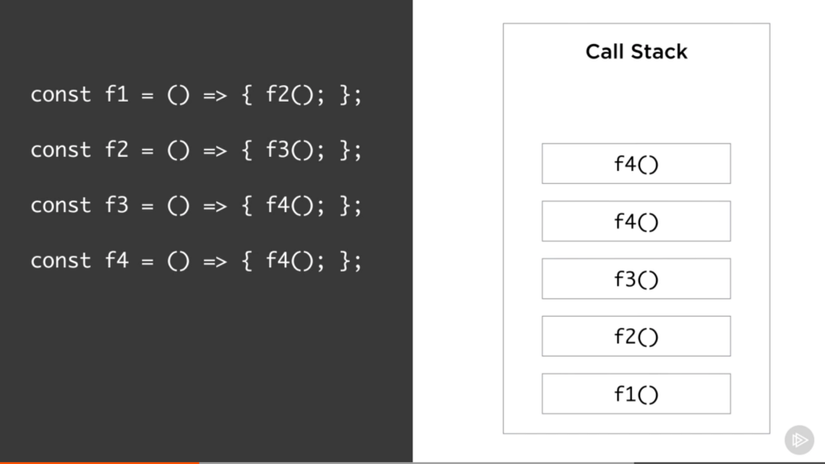 const f1 = () => { f2(); };
const f2 = () => { f3(); };
const f3 = () => { f4(); };
const f4 = () => { f4(); };
Call Stack
f4()
f4()
f3()
f2()
f1()